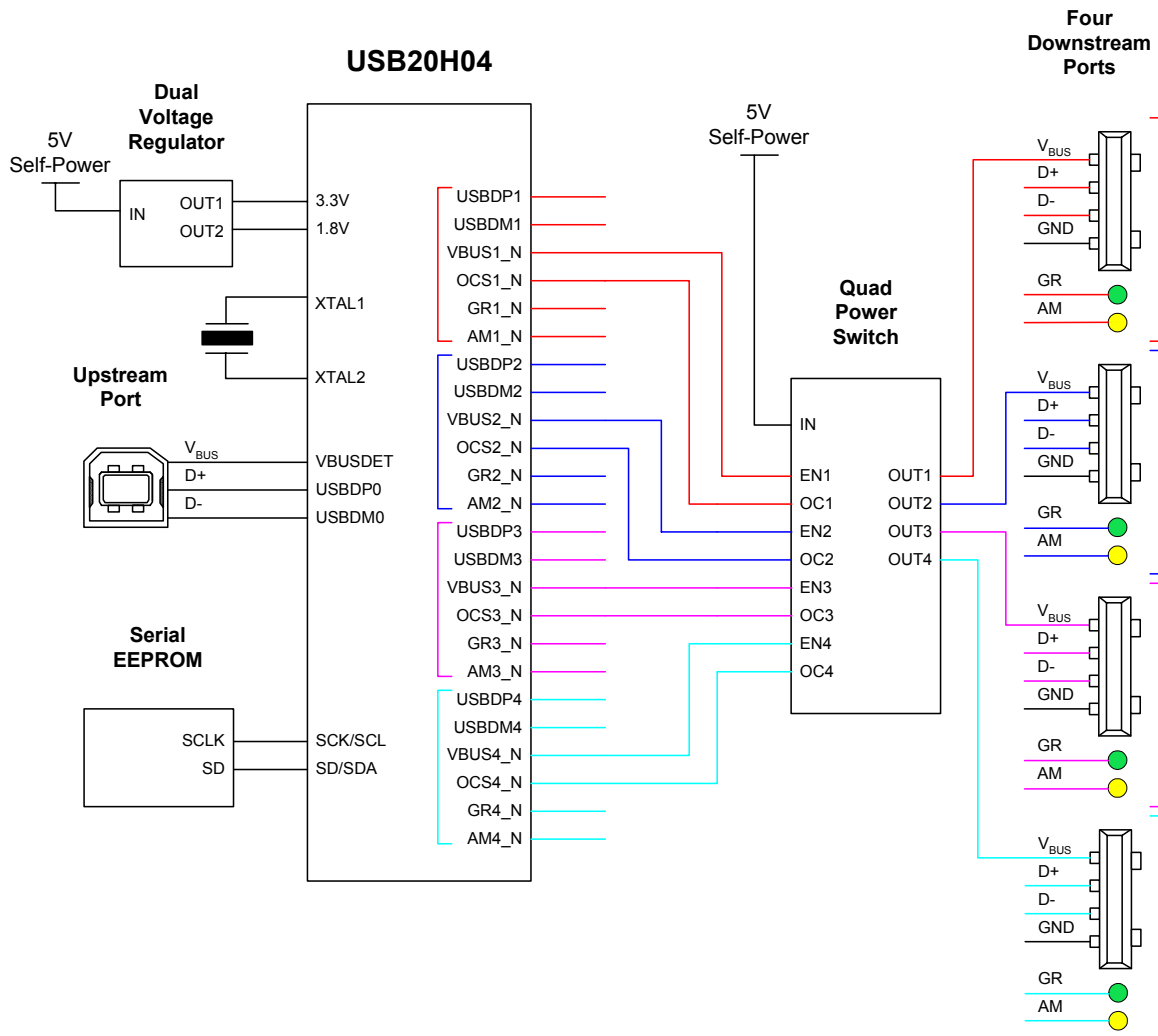 USB20H04
Four
Downstream
Ports
Dual
Voltage
Regulator
5V
Self-Power
IN
OUT1
OUT2
3.3V
1.8V
XTAL1
XTAL2
Upstream
Port
VBUS
D+
D-
VBUSDET
USBDP0
USBDM0
Serial
EEPROM
SCLK
SD
SCK/SCL
SD/SDA
USBDP1
USBDM1
VBUS1_N
OCS1_N
GR1_N
AM1_N
USBDP2
USBDM2
VBUS2_N
OCS2_N
GR2_N
AM2_N
USBDP3
USBDM3
VBUS3_N
OCS3_N
GR3_N
AM3_N
USBDP4
USBDM4
VBUS4_N
OCS4_N
GR4_N
AM4_N
5V
Self-Power
Quad
Power
Switch
IN
EN1
OC1
EN2
OC2
EN3
OC3
EN4
OC4
OUT1
OUT2
OUT3
OUT4
VBUS
D+
D-
GND
GR
AM
VBUS
D+
D-
GND
GR
AM
VBUS
D+
D-
GND
GR
AM
VBUS
D+
D-
GND
GR
AM